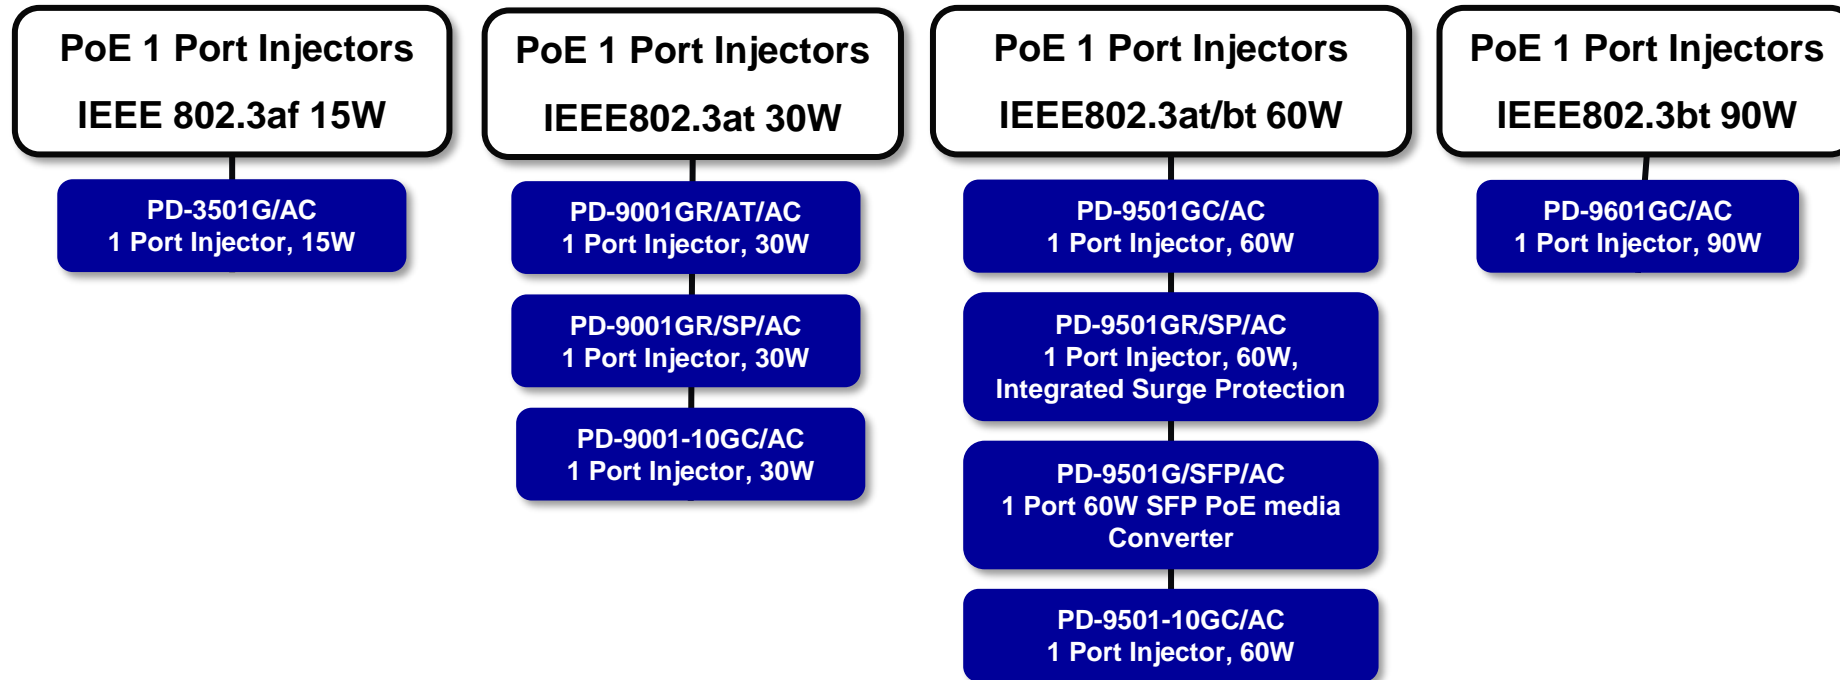 PoE 1 Port Injectors
IEEE 802.3af 15W
PD-3501G/AC
1 Port Injector, 15W
PoE 1 Port Injectors
IEEE802.3at 30W
PD-9001GR/AT/AC
1 Port Injector, 30W
PD-9001GR/SP/AC
1 Port Injector, 30W
PD-9001-10GC/AC
1 Port Injector, 30W
PoE 1 Port Injectors
IEEE802.3at/bt 60W
PD-9501GC/AC
1 Port Injector, 60W
PD-9501GR/SP/AC
1 Port Injector, 60W,
Integrated Surge Protection
PD-9501G/SFP/AC
1 Port 60W SFP PoE media
Converter
PD-9501-10GC/AC
1 Port Injector, 60W
PoE 1 Port Injectors
IEEE802.3bt 90W
PD-9601GC/AC
1 Port Injector, 90W